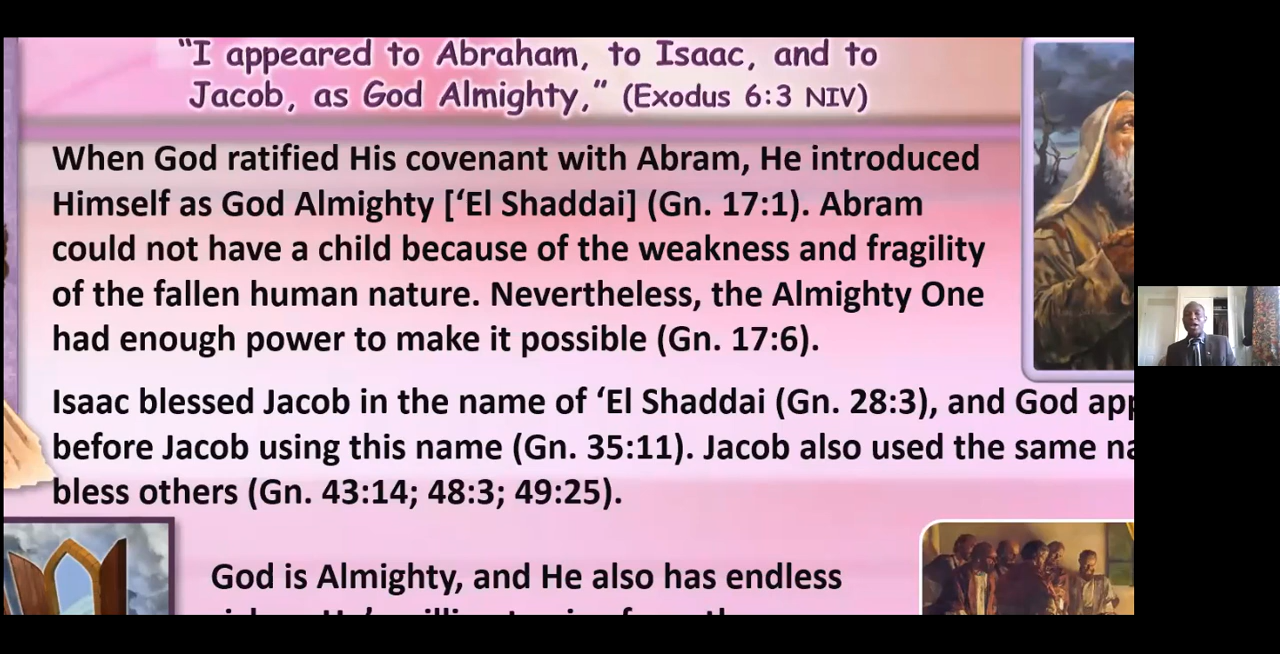 "I appeared to Abraham, to Isaac, and to
Jacob, as God Almighty," (Exodus 6:3 NIV)
When God ratified His covenant with Abram, He introduced
Himself as God Almighty [‘El Shaddai] (Gn. 17:1). Abram
could not have a child because of the weakness and fragility
of the fallen human nature. Nevertheless, the Almighty One
had enough power to make it possible (Gn. 17:6).
Isaac blessed Jacob in the name of ‘El Shaddai (Gn. 28:3), and God
before Jacob using this name (Gn. 35:11). Jacob also used the same
bless others (Gn. 43:14; 48:3; 49:25).
God is Almighty, and He also has endless